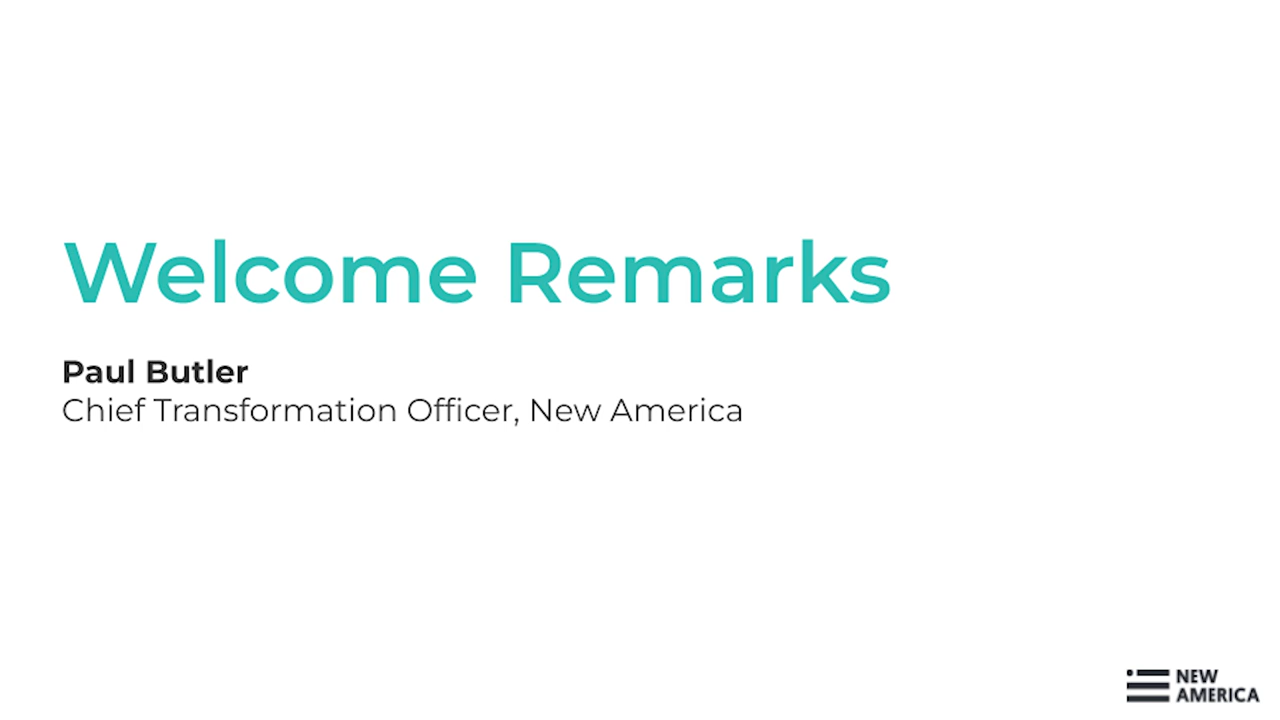 Welcome Remarks
Paul Butler
Chief Transformation Officer, New America
NEW
AMERICA